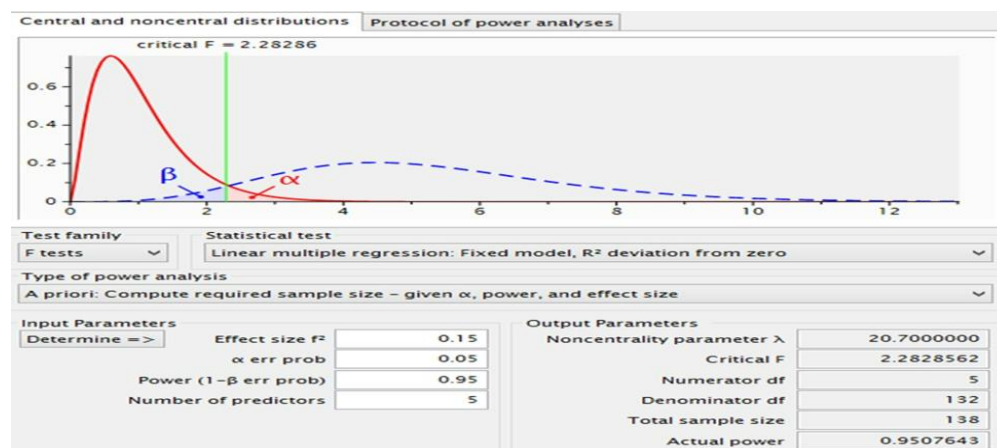 Central and noncentral distributions Protocol of power analyses
critical F = 2.28286
0.6
0.4
0.2
β α
0
0 2 4 6 8 10 12
Test family Statistical test
F tests Linear multiple regression: Fixed model, R² deviation from zero
Type of power analysis
A priori: Compute required sample size – given α, power, and effect size
Input Parameters Output Parameters
Determine => Effect size f² 0.15 Noncentrality parameter λ 20.7000000
α err prob 0.05 Critical F 2.2828562
Power (1-β err prob) 0.95 Numerator df 5
Number of predictors 5 Denominator df 132
Total sample size 138
Actual power 0.9507643